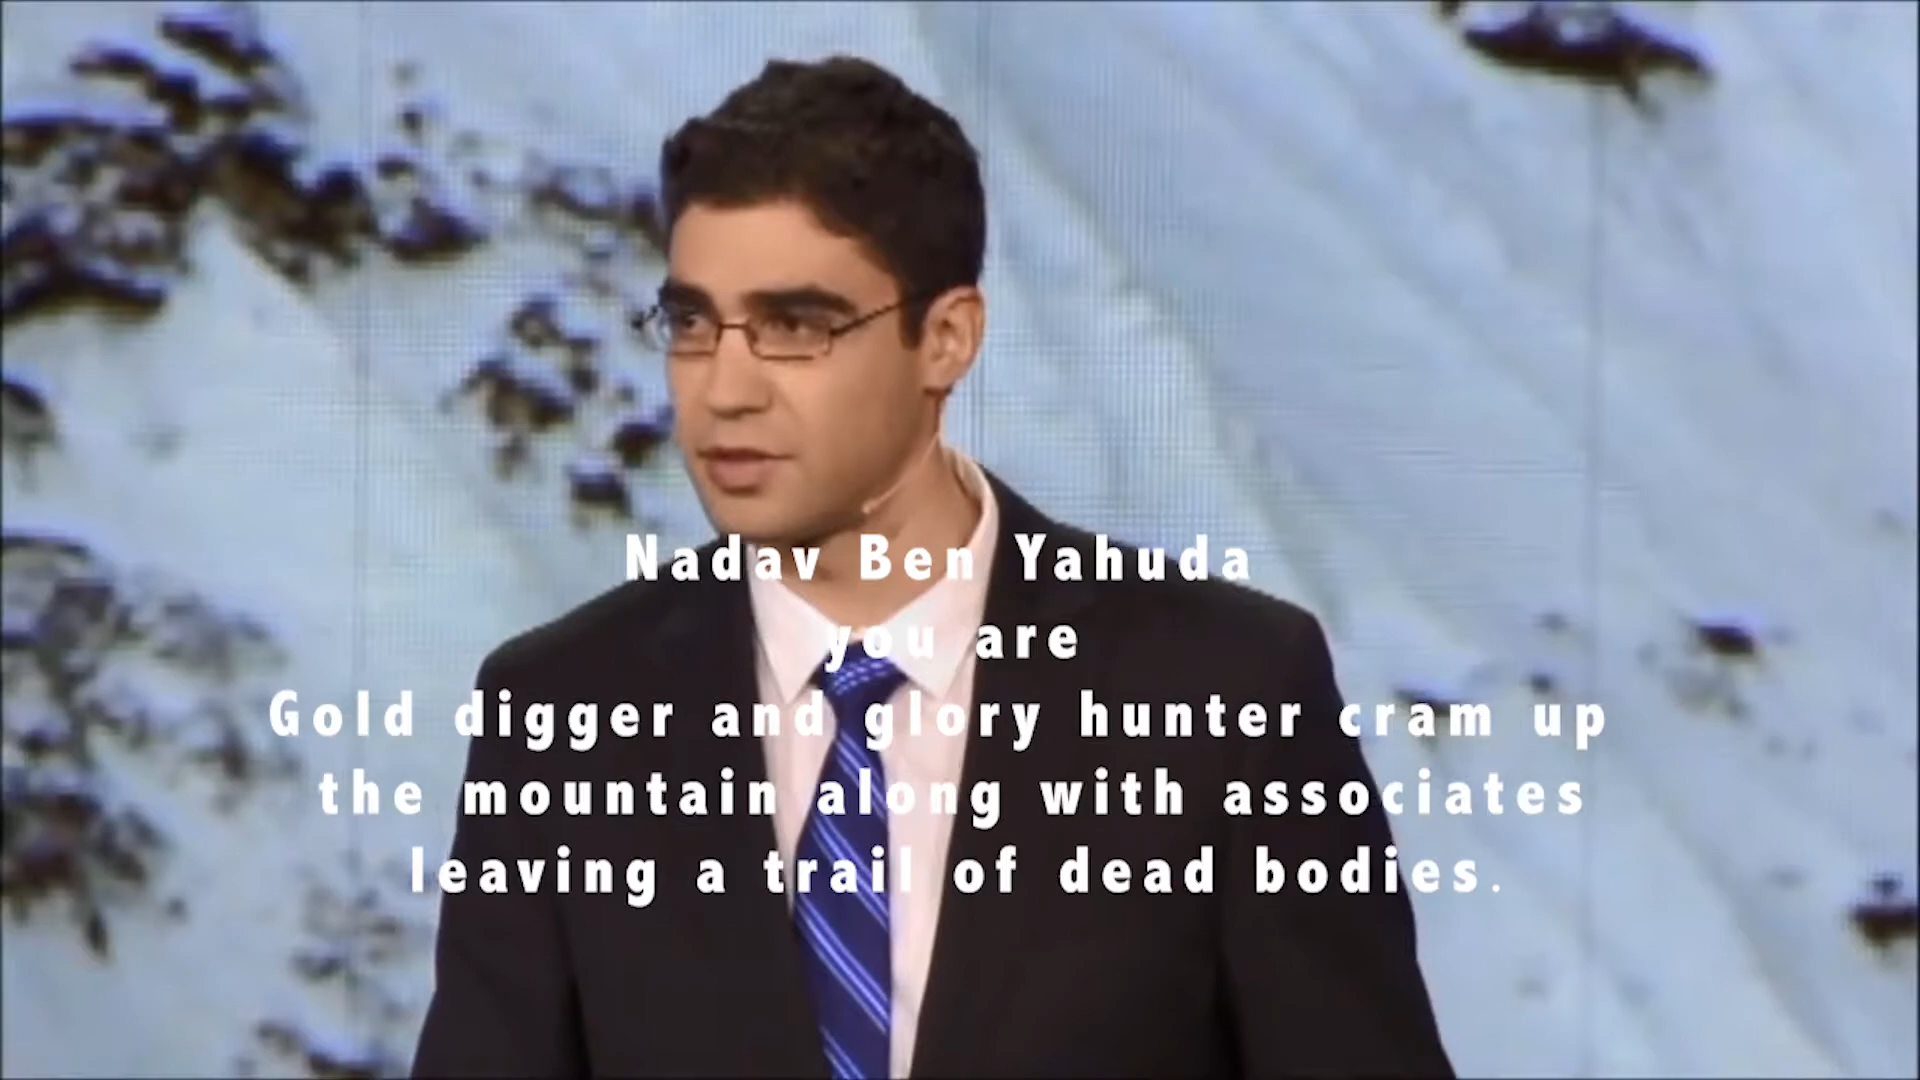 Nadav Ben Yahuda
you are
Gold digger and glory hunter cram up
the mountain along with associates
leaving a trail of dead bodies.